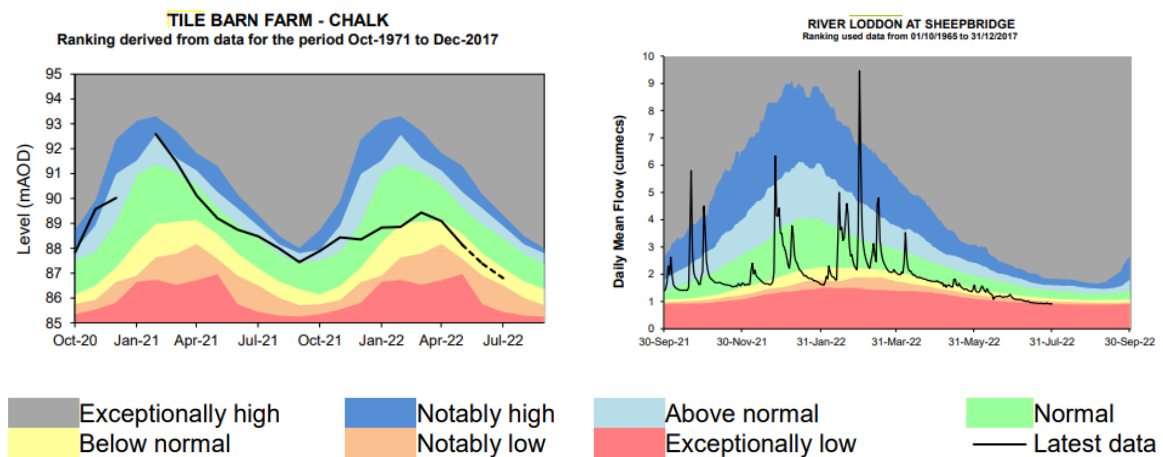 TILE BARN FARM - CHALK
Ranking derived from data for the period Oct-1971 to Dec-2017
Level (mAOD)
95
94
93
92
91
90
89
88
87
86
85
Oct-20 Jan-21 Apr-21 Jul-21 Oct-21 Jan-22 Apr-22 Jul-22
RIVER LODDON AT SHEEPBRIDGE
Ranking used data from 01/10/1965 to 31/12/2017
Daily Mean Flow (cumecs)
10
9
8
7
6
5
4
3
2
1
0
30-Sep-21 30-Nov-21 31-Jan-22 31-Mar-22 31-May-22 31-Jul-22 30-Sep-22
Exceptionally high Notably high Above normal Normal
Below normal Notably low Exceptionally low Latest data